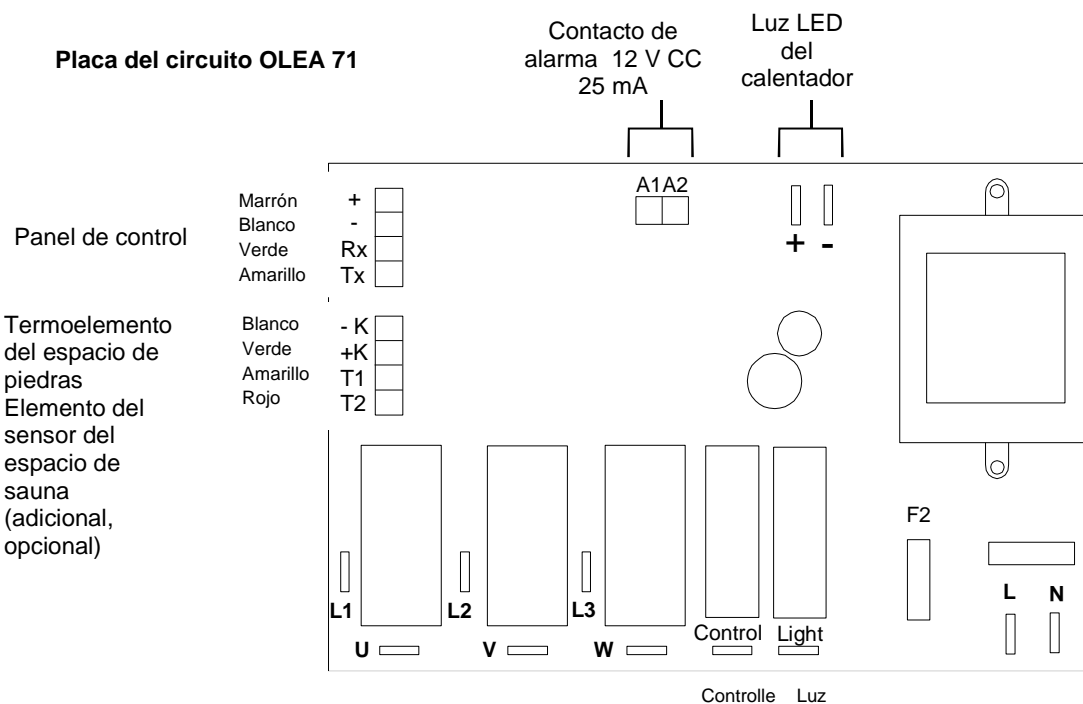 Placa del circuito OLEA 71
Contacto de
alarma 12 V CC
25 mA
Luz LED
del
calentador
A1 A2
+ -
Panel de control
Marrón +
Blanco -
Verde Rx
Amarillo Tx
Termoelemento
del espacio de
piedras
Elemento del
sensor del
espacio de
sauna
(adicional,
opcional)
Blanco - K
Verde +K
Amarillo T1
Rojo T2
F2
L N
L1 L2 L3
Control Light
U V W
Controlle Luz